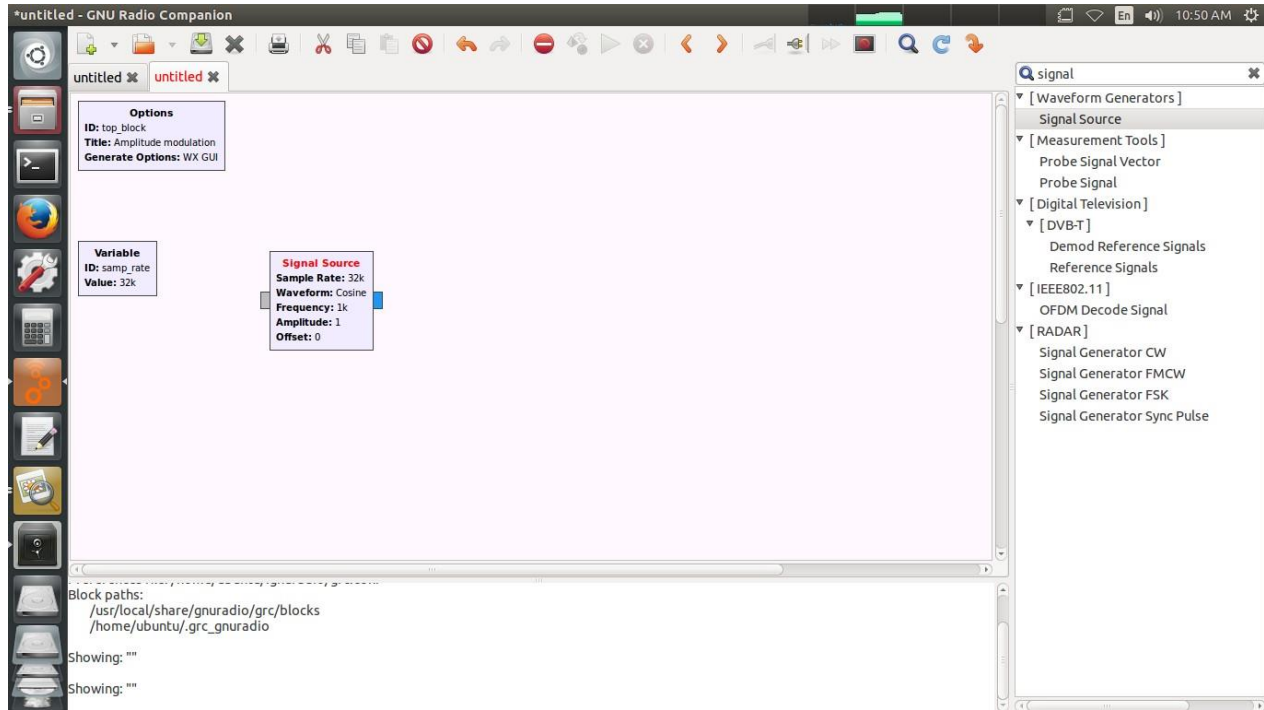 *untitled - GNU Radio Companion
En
10:50 AM
untitled
untitled
Options
ID: top_block
Title: Amplitude modulation
Generate Options: WX GUI
Variable
ID: samp_rate
Value: 32k
Signal Source
Sample Rate: 32k
Waveform: Cosine
Frequency: 1k
Amplitude: 1
Offset: 0
signal
[ Waveform Generators ]
Signal Source
[ Measurement Tools ]
Probe Signal Vector
Probe Signal
[ Digital Television ]
[ DVB-T ]
Demod Reference Signals
Reference Signals
[ IEEE802.11 ]
OFDM Decode Signal
[ RADAR ]
Signal Generator CW
Signal Generator FMCW
Signal Generator FSK
Signal Generator Sync Pulse
Block paths:
/usr/local/share/gnuradio/grc/blocks
/home/ubuntu/.grc_gnuradio
Showing: ""
Showing: ""